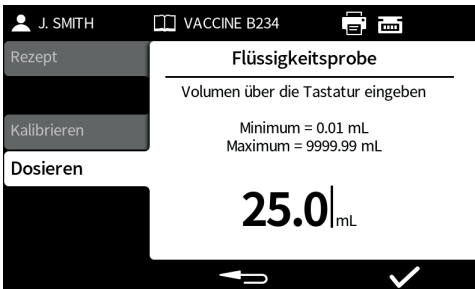 J. SMITH VACCINE B234
Rezept
Flüssigkeitsprobe
Volumen über die Tastatur eingeben
Kalibrieren
Minimum = 0.01 mL
Maximum = 9999.99 mL
Dosieren
25.0 mL